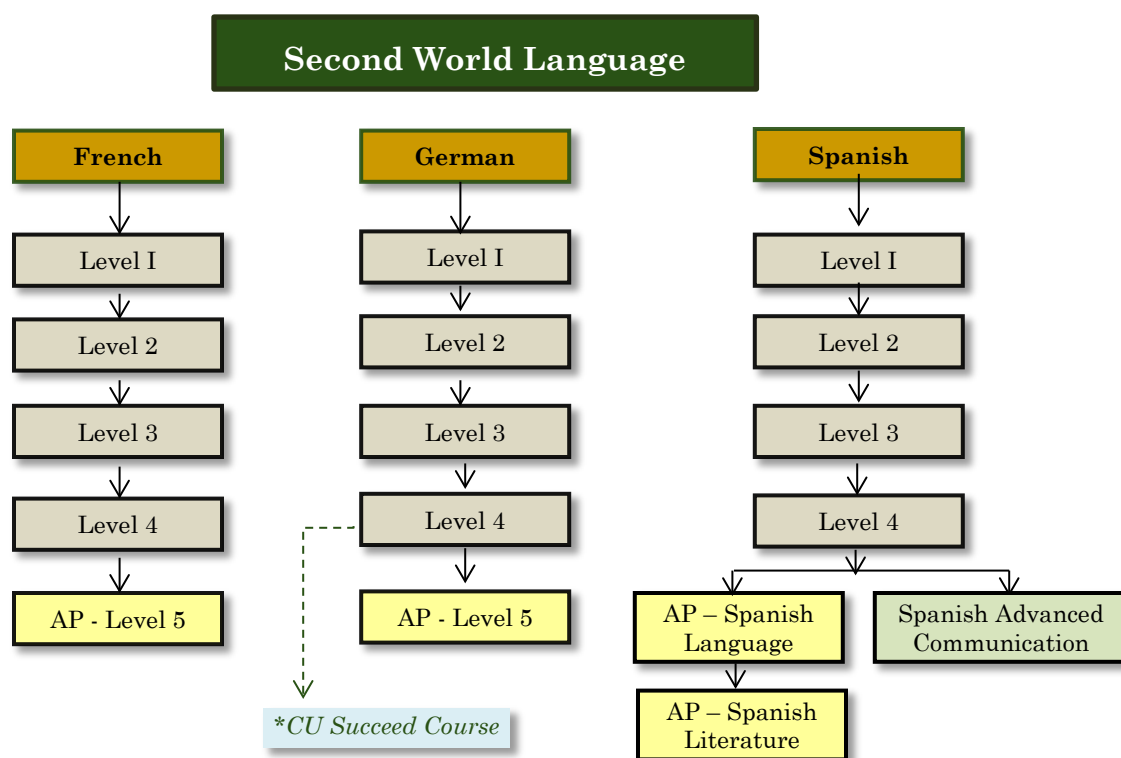 Second World Language
French
German
Spanish
Level I
Level I
Level I
Level 2
Level 2
Level 2
Level 3
Level 3
Level 3
Level 4
Level 4
Level 4
AP - Level 5
AP - Level 5
AP – Spanish
Language
Spanish Advanced
Communication
*CU Succeed Course
AP – Spanish
Literature